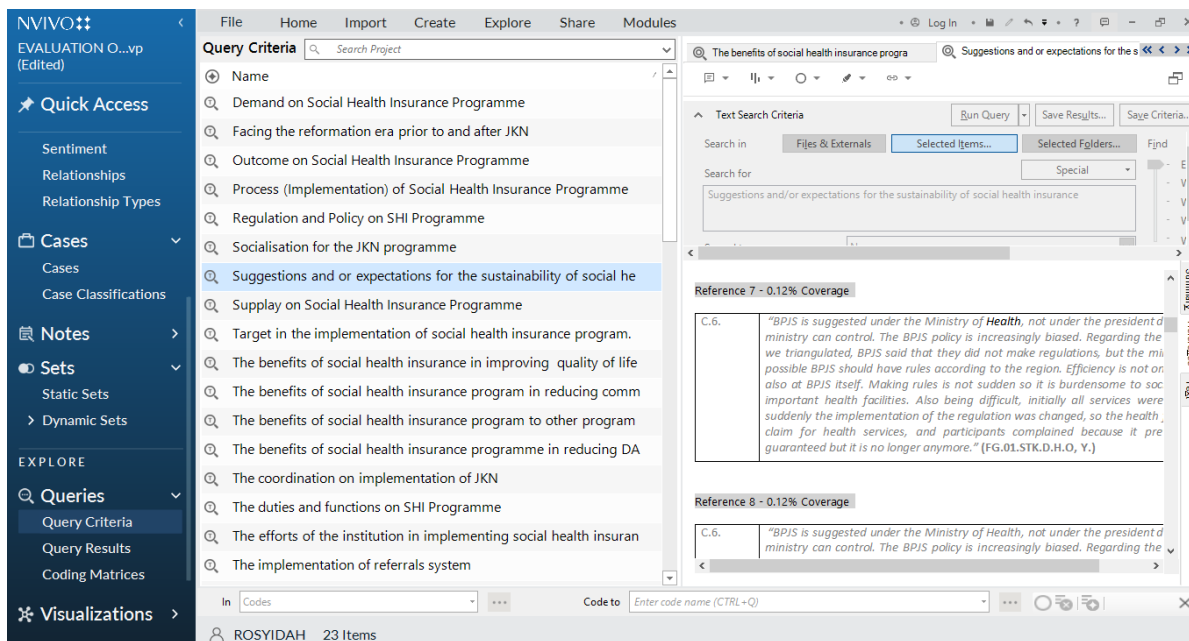 NVIVO
EVALUATION O...vp
(Edited)
Quick Access
Sentiment
Relationships
Relationship Types
Cases
Cases
Case Classifications
Notes
Sets
Static Sets
Dynamic Sets
EXPLORE
Queries
Query Criteria
Query Results
Coding Matrices
Visualizations
File Home Import Create Explore Share Modules
Log In
Query Criteria Search Project
Name
Demand on Social Health Insurance Programme
Facing the reformation era prior to and after JKN
Outcome on Social Health Insurance Programme
Process (Implementation) of Social Health Insurance Programme
Regulation and Policy on SHI Programme
Socialisation for the JKN programme
Suggestions and or expectations for the sustainability of social he
Supplay on Social Health Insurance Programme
Target in the implementation of social health insurance program.
The benefits of social health insurance in improving quality of life
The benefits of social health insurance program in reducing comm
The benefits of social health insurance program to other program
The benefits of social health insurance programme in reducing DA
The coordination on implementation of JKN
The duties and functions on SHI Programme
The efforts of the institution in implementing social health insuran
The implementation of referrals system
The benefits of social health insurance progra
Suggestions and or expectations for the s
Text Search Criteria Run Query Save Results... Save Criteria...
Search in Files & Externals Selected Items... Selected Folders... Find
Search for Special
Suggestions and/or expectations for the sustainability of social health insurance
Reference 7 - 0.12% Coverage
C.6. "BPJS is suggested under the Ministry of Health, not under the president d
ministry can control. The BPJS policy is increasingly biased. Regarding the
we triangulated, BPJS said that they did not make regulations, but the mi
possible BPJS should have rules according to the region. Efficiency is not on
also at BPJS itself. Making rules is not sudden so it is burdensome to soc
important health facilities. Also being difficult, initially all services were
suddenly the implementation of the regulation was changed, so the health
claim for health services, and participants complained because it pre
guaranteed but it is no longer anymore." (FG.01.STK.D.H.O, Y.)
Reference 8 - 0.12% Coverage
C.6. "BPJS is suggested under the Ministry of Health, not under the president d
ministry can control. The BPJS policy is increasingly biased. Regarding the
In Codes Code to Enter code name (CTRL+Q)
ROSYIDAH 23 Items